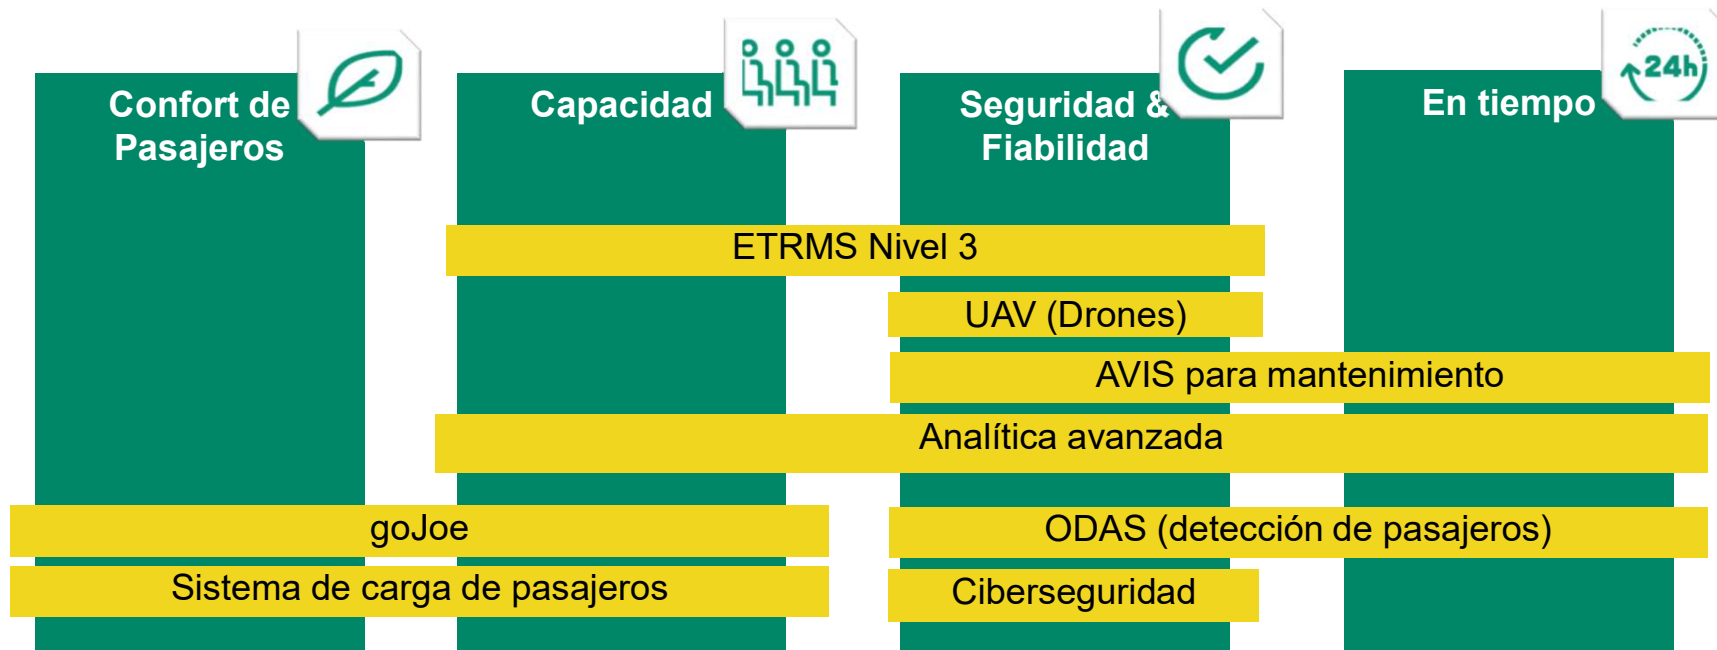 Confort de
Pasajeros
Capacidad
Seguridad &
Fiabilidad
En tiempo
24h
ETRMS Nivel 3
UAV (Drones)
AVIS para mantenimiento
Analítica avanzada
goJoe
ODAS (detección de pasajeros)
Sistema de carga de pasajeros
Ciberseguridad